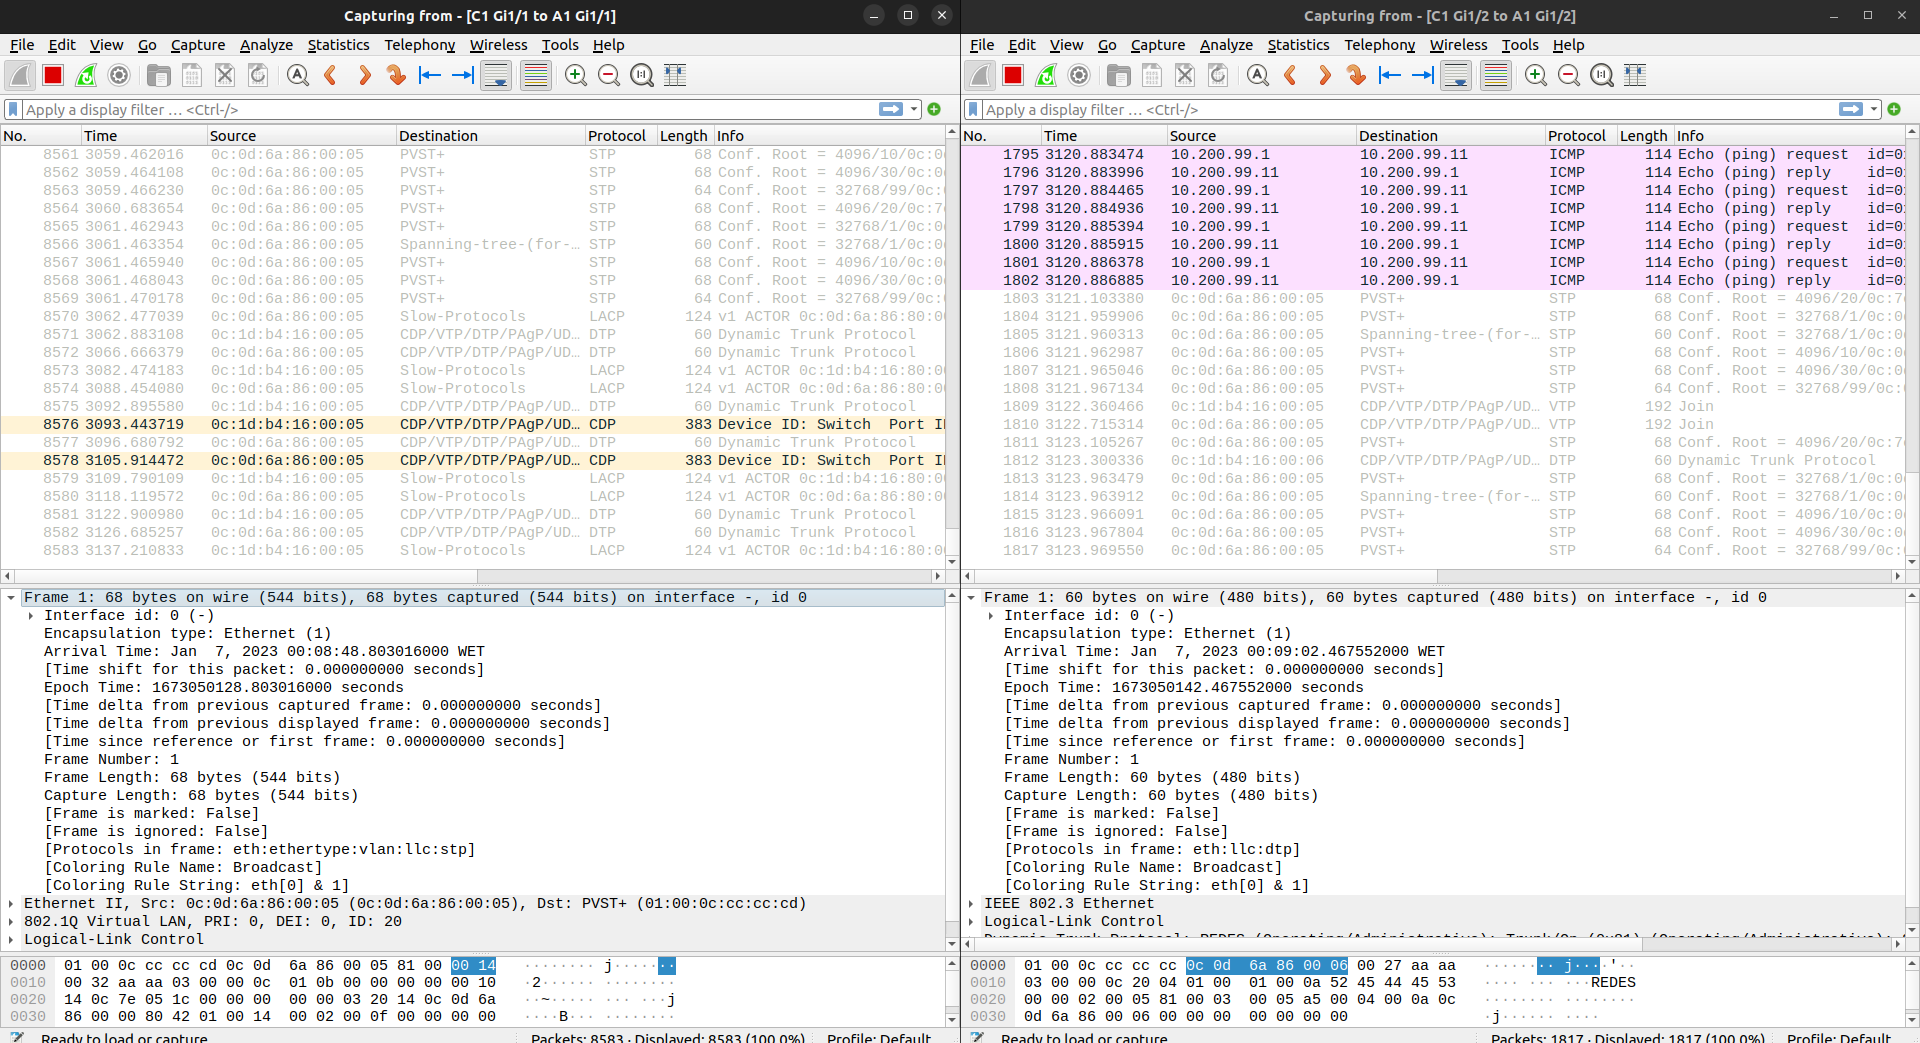 Capturing from - [C1 Gi1/1 to A1 Gi1/1]
File Edit View Go Capture Analyze Statistics Telephony Wireless Tools Help
Apply a display filter … <Ctrl-/>
No. Time Source Destination Protocol Length Info
8561 3059.462016 0c:0d:6a:86:00:05 PVST+ STP 68 Conf. Root = 4096/10/0c:0
8562 3059.464108 0c:0d:6a:86:00:05 PVST+ STP 68 Conf. Root = 4096/30/0c:0
8563 3059.466230 0c:0d:6a:86:00:05 PVST+ STP 64 Conf. Root = 32768/99/0c:
8564 3060.683654 0c:0d:6a:86:00:05 PVST+ STP 68 Conf. Root = 4096/20/0c:7
8565 3061.462943 0c:0d:6a:86:00:05 PVST+ STP 68 Conf. Root = 32768/1/0c:0
8566 3061.463354 0c:0d:6a:86:00:05 Spanning-tree-(for-… STP 60 Conf. Root = 32768/1/0c:0
8567 3061.465940 0c:0d:6a:86:00:05 PVST+ STP 68 Conf. Root = 4096/10/0c:0
8568 3061.468043 0c:0d:6a:86:00:05 PVST+ STP 68 Conf. Root = 4096/30/0c:0
8569 3061.470178 0c:0d:6a:86:00:05 PVST+ STP 64 Conf. Root = 32768/99/0c:
8570 3062.477039 0c:0d:6a:86:00:05 Slow-Protocols LACP 124 v1 ACTOR 0c:0d:6a:86:80:0
8571 3062.883108 0c:1d:b4:16:00:05 CDP/VTP/DTP/PAgP/UD… DTP 60 Dynamic Trunk Protocol
8572 3066.666379 0c:0d:6a:86:00:05 CDP/VTP/DTP/PAgP/UD… DTP 60 Dynamic Trunk Protocol
8573 3082.474183 0c:1d:b4:16:00:05 Slow-Protocols LACP 124 v1 ACTOR 0c:1d:b4:16:80:0
8574 3088.454080 0c:0d:6a:86:00:05 Slow-Protocols LACP 124 v1 ACTOR 0c:0d:6a:86:80:0
8575 3092.895580 0c:1d:b4:16:00:05 CDP/VTP/DTP/PAgP/UD… DTP 60 Dynamic Trunk Protocol
8576 3093.443719 0c:1d:b4:16:00:05 CDP/VTP/DTP/PAgP/UD… CDP 383 Device ID: Switch Port I
8577 3096.680792 0c:0d:6a:86:00:05 CDP/VTP/DTP/PAgP/UD… DTP 60 Dynamic Trunk Protocol
8578 3105.914472 0c:0d:6a:86:00:05 CDP/VTP/DTP/PAgP/UD… CDP 383 Device ID: Switch Port I
8579 3109.790109 0c:1d:b4:16:00:05 Slow-Protocols LACP 124 v1 ACTOR 0c:1d:b4:16:80:0
8580 3118.119572 0c:0d:6a:86:00:05 Slow-Protocols LACP 124 v1 ACTOR 0c:0d:6a:86:80:0
8581 3122.900980 0c:1d:b4:16:00:05 CDP/VTP/DTP/PAgP/UD… DTP 60 Dynamic Trunk Protocol
8582 3126.685257 0c:0d:6a:86:00:05 CDP/VTP/DTP/PAgP/UD… DTP 60 Dynamic Trunk Protocol
8583 3137.210833 0c:1d:b4:16:00:05 Slow-Protocols LACP 124 v1 ACTOR 0c:1d:b4:16:80:0
Frame 1: 68 bytes on wire (544 bits), 68 bytes captured (544 bits) on interface -, id 0
Interface id: 0 (-)
Encapsulation type: Ethernet (1)
Arrival Time: Jan 7, 2023 00:08:48.803016000 WET
[Time shift for this packet: 0.000000000 seconds]
Epoch Time: 1673050128.803016000 seconds
[Time delta from previous captured frame: 0.000000000 seconds]
[Time delta from previous displayed frame: 0.000000000 seconds]
[Time since reference or first frame: 0.000000000 seconds]
Frame Number: 1
Frame Length: 68 bytes (544 bits)
Capture Length: 68 bytes (544 bits)
[Frame is marked: False]
[Frame is ignored: False]
[Protocols in frame: eth:ethertype:vlan:llc:stp]
[Coloring Rule Name: Broadcast]
[Coloring Rule String: eth[0] & 1]
Ethernet II, Src: 0c:0d:6a:86:00:05 (0c:0d:6a:86:00:05), Dst: PVST+ (01:00:0c:cc:cc:cd)
802.1Q Virtual LAN, PRI: 0, DEI: 0, ID: 20
Logical-Link Control
0000 01 00 0c cc cc cd 0c 0d 6a 86 00 05 81 00 00 14 ········ j·······
0010 00 32 aa aa 03 00 00 0c 01 0b 00 00 00 00 00 10 ·2······ ········
0020 14 0c 7e 05 1c 00 00 00 00 00 03 20 14 0c 0d 6a ··~····· ··· ···j
0030 86 00 00 80 42 01 00 14 00 02 00 0f 00 00 00 00 ····B··· ········
Ready to load or capture Packets: 8583 · Displayed: 8583 (100.0%) Profile: Default
Capturing from - [C1 Gi1/2 to A1 Gi1/2]
File Edit View Go Capture Analyze Statistics Telephony Wireless Tools Help
Apply a display filter … <Ctrl-/>
No. Time Source Destination Protocol Length Info
1795 3120.883474 10.200.99.1 10.200.99.11 ICMP 114 Echo (ping) request id=0
1796 3120.883996 10.200.99.11 10.200.99.1 ICMP 114 Echo (ping) reply id=0
1797 3120.884465 10.200.99.1 10.200.99.11 ICMP 114 Echo (ping) request id=0
1798 3120.884936 10.200.99.11 10.200.99.1 ICMP 114 Echo (ping) reply id=0
1799 3120.885394 10.200.99.1 10.200.99.11 ICMP 114 Echo (ping) request id=0
1800 3120.885915 10.200.99.11 10.200.99.1 ICMP 114 Echo (ping) reply id=0
1801 3120.886378 10.200.99.1 10.200.99.11 ICMP 114 Echo (ping) request id=0
1802 3120.886885 10.200.99.11 10.200.99.1 ICMP 114 Echo (ping) reply id=0
1803 3121.103380 0c:0d:6a:86:00:05 PVST+ STP 68 Conf. Root = 4096/20/0c:7
1804 3121.959906 0c:0d:6a:86:00:05 PVST+ STP 68 Conf. Root = 32768/1/0c:0
1805 3121.960313 0c:0d:6a:86:00:05 Spanning-tree-(for-… STP 60 Conf. Root = 32768/1/0c:0
1806 3121.962987 0c:0d:6a:86:00:05 PVST+ STP 68 Conf. Root = 4096/10/0c:0
1807 3121.965046 0c:0d:6a:86:00:05 PVST+ STP 68 Conf. Root = 4096/30/0c:0
1808 3121.967134 0c:0d:6a:86:00:05 PVST+ STP 64 Conf. Root = 32768/99/0c:
1809 3122.360466 0c:1d:b4:16:00:05 CDP/VTP/DTP/PAgP/UD… VTP 192 Join
1810 3122.715314 0c:0d:6a:86:00:05 CDP/VTP/DTP/PAgP/UD… VTP 192 Join
1811 3123.105267 0c:0d:6a:86:00:05 PVST+ STP 68 Conf. Root = 4096/20/0c:7
1812 3123.300336 0c:1d:b4:16:00:06 CDP/VTP/DTP/PAgP/UD… DTP 60 Dynamic Trunk Protocol
1813 3123.963479 0c:0d:6a:86:00:05 PVST+ STP 68 Conf. Root = 32768/1/0c:0
1814 3123.963912 0c:0d:6a:86:00:05 Spanning-tree-(for-… STP 60 Conf. Root = 32768/1/0c:0
1815 3123.966091 0c:0d:6a:86:00:05 PVST+ STP 68 Conf. Root = 4096/10/0c:0
1816 3123.967804 0c:0d:6a:86:00:05 PVST+ STP 68 Conf. Root = 4096/30/0c:0
1817 3123.969550 0c:0d:6a:86:00:05 PVST+ STP 64 Conf. Root = 32768/99/0c:
Frame 1: 60 bytes on wire (480 bits), 60 bytes captured (480 bits) on interface -, id 0
Interface id: 0 (-)
Encapsulation type: Ethernet (1)
Arrival Time: Jan 7, 2023 00:09:02.467552000 WET
[Time shift for this packet: 0.000000000 seconds]
Epoch Time: 1673050142.467552000 seconds
[Time delta from previous captured frame: 0.000000000 seconds]
[Time delta from previous displayed frame: 0.000000000 seconds]
[Time since reference or first frame: 0.000000000 seconds]
Frame Number: 1
Frame Length: 60 bytes (480 bits)
Capture Length: 60 bytes (480 bits)
[Frame is marked: False]
[Frame is ignored: False]
[Protocols in frame: eth:llc:dtp]
[Coloring Rule Name: Broadcast]
[Coloring Rule String: eth[0] & 1]
IEEE 802.3 Ethernet
Logical-Link Control
Dynamic Trunk Protocol: REDES (Operating/Administrative): Trunk/On (0x81) (Operating/Administrative):
0000 01 00 0c cc cc cc 0c 0d 6a 86 00 06 00 27 aa aa ········ j····'··
0010 03 00 00 0c 20 04 01 00 01 00 0a 52 45 44 45 53 ···· ··· ···REDES
0020 00 00 02 00 05 81 00 03 00 05 a5 00 04 00 0a 0c ········ ········
0030 0d 6a 86 00 06 00 00 00 00 00 00 00 ·j······ ····
Ready to load or capture Packets: 1817 · Displayed: 1817 (100.0%) Profile: Default